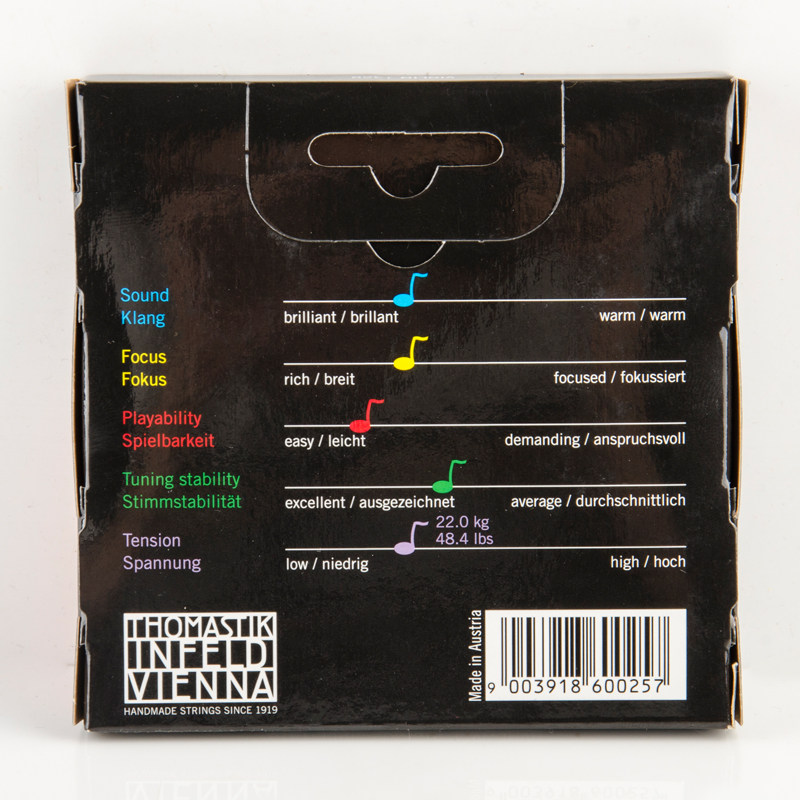 Sound
Klang
brilliant / brillant
warm / warm
Focus
Fokus
rich / breit
focused / fokussiert
Playability
Spielbarkeit
easy / leicht
demanding / anspruchsvoll
Tuning stability
Stimmstabilität
excellent / ausgezeichnet
average / durchschnittlich
Tension
Spannung
22.0 kg
48.4 lbs
low / niedrig
high / hoch
THOMASTIK
INFELD
VIENNA
HANDMADE STRINGS SINCE 1919
Made in Austria
9 003918 600257